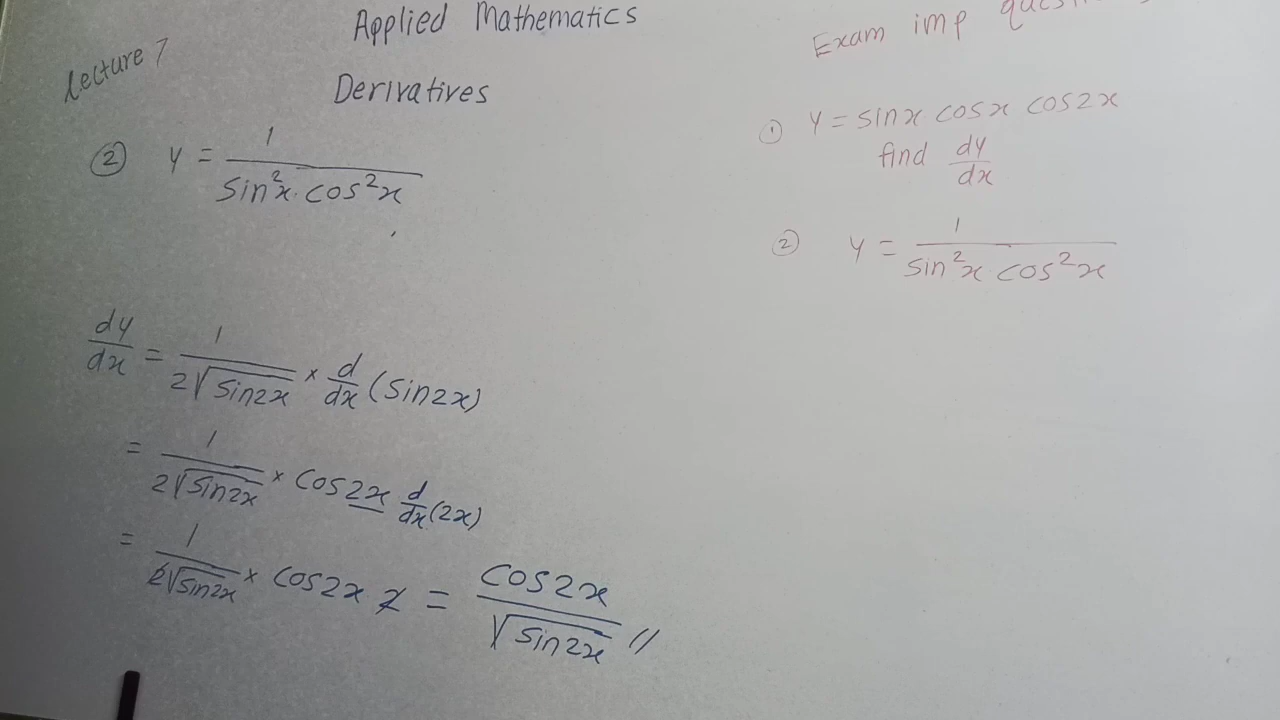 Applied Mathematics
Lecture 7
Derivatives
② y = 1 / sin²x · cos²x
dy/dx = 1 / 2√sin2x × d/dx (sin2x)
= 1 / 2√sin2x × cos2x d/dx (2x)
= 1 / 2√sin2x × cos2x 2 = cos2x / √sin2x //
Exam imp
① y = sinx cosx cos2x
find dy/dx
② y = 1 / sin²x · cos²x